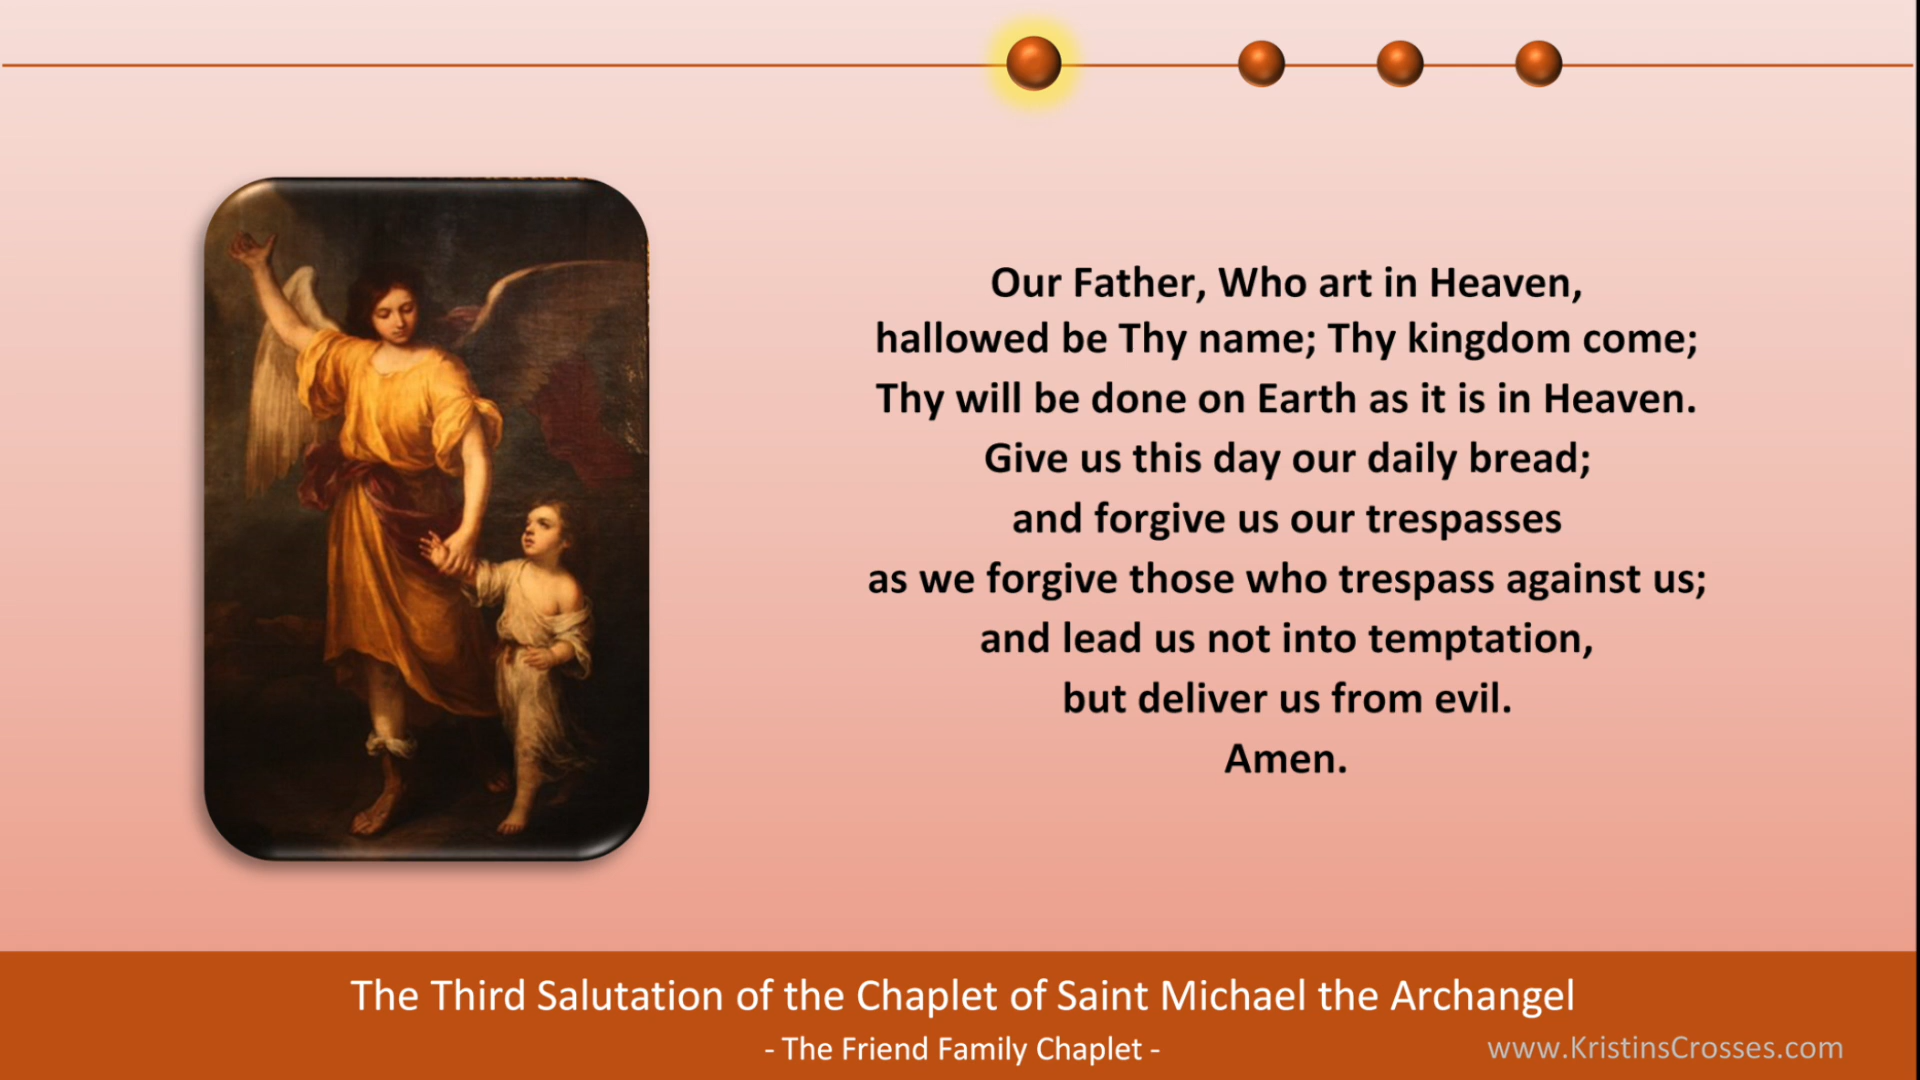 Our Father, Who art in Heaven,
hallowed be Thy name; Thy kingdom come;
Thy will be done on Earth as it is in Heaven.
Give us this day our daily bread;
and forgive us our trespasses
as we forgive those who trespass against us;
and lead us not into temptation,
but deliver us from evil.
Amen.
The Third Salutation of the Chaplet of Saint Michael the Archangel
- The Friend Family Chaplet -
www.KristinsCrosses.com